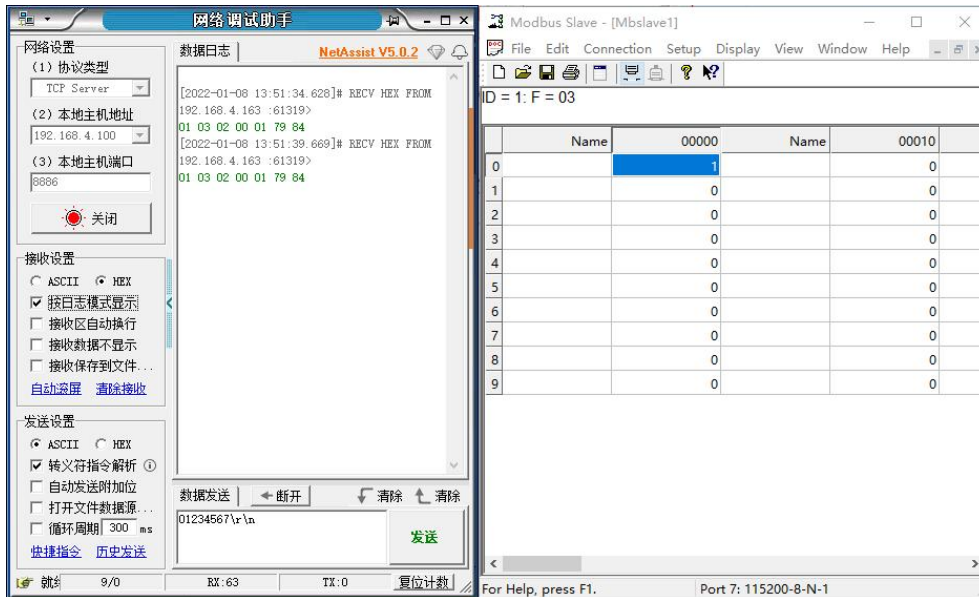 网络调试助手
网络设置
(1) 协议类型
TCP Server
(2) 本地主机地址
192.168.4.100
(3) 本地主机端口
8886
关闭
接收设置
ASCII HEX
按日志模式显示
接收区自动换行
接收数据不显示
接收保存到文件...
自动滚屏 清除接收
发送设置
ASCII HEX
转义符指令解析
自动发送附加位
打开文件数据源...
循环周期 300 ms
快捷指令 历史发送
数据日志 NetAssist V5.0.2
[2022-01-08 13:51:34.628]# RECV HEX FROM
192.168.4.163 :61319>
01 03 02 00 01 79 84
[2022-01-08 13:51:39.669]# RECV HEX FROM
192.168.4.163 :61319>
01 03 02 00 01 79 84
数据发送 断开 清除 清除
01234567\r\n
发送
9/0 RX:63 TX:0 复位计数
Modbus Slave - [Mbslave1]
File Edit Connection Setup Display View Window Help
ID = 1: F = 03
Name 00000 Name 00010
0 1 0
1 0 0
2 0 0
3 0 0
4 0 0
5 0 0
6 0 0
7 0 0
8 0 0
9 0 0
For Help, press F1. Port 7: 115200-8-N-1